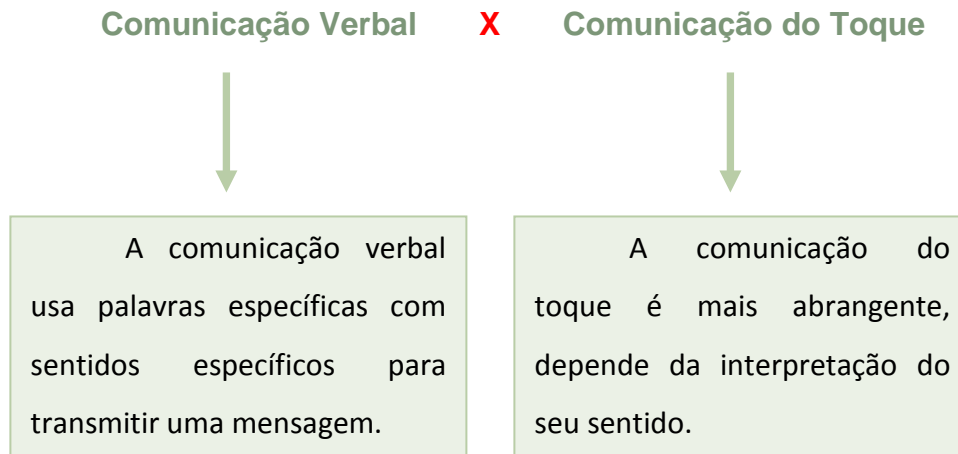 Comunicação Verbal X Comunicação do Toque
A comunicação verbal
usa palavras específicas com
sentidos específicos para
transmitir uma mensagem.
A comunicação do
toque é mais abrangente,
depende da interpretação do
seu sentido.